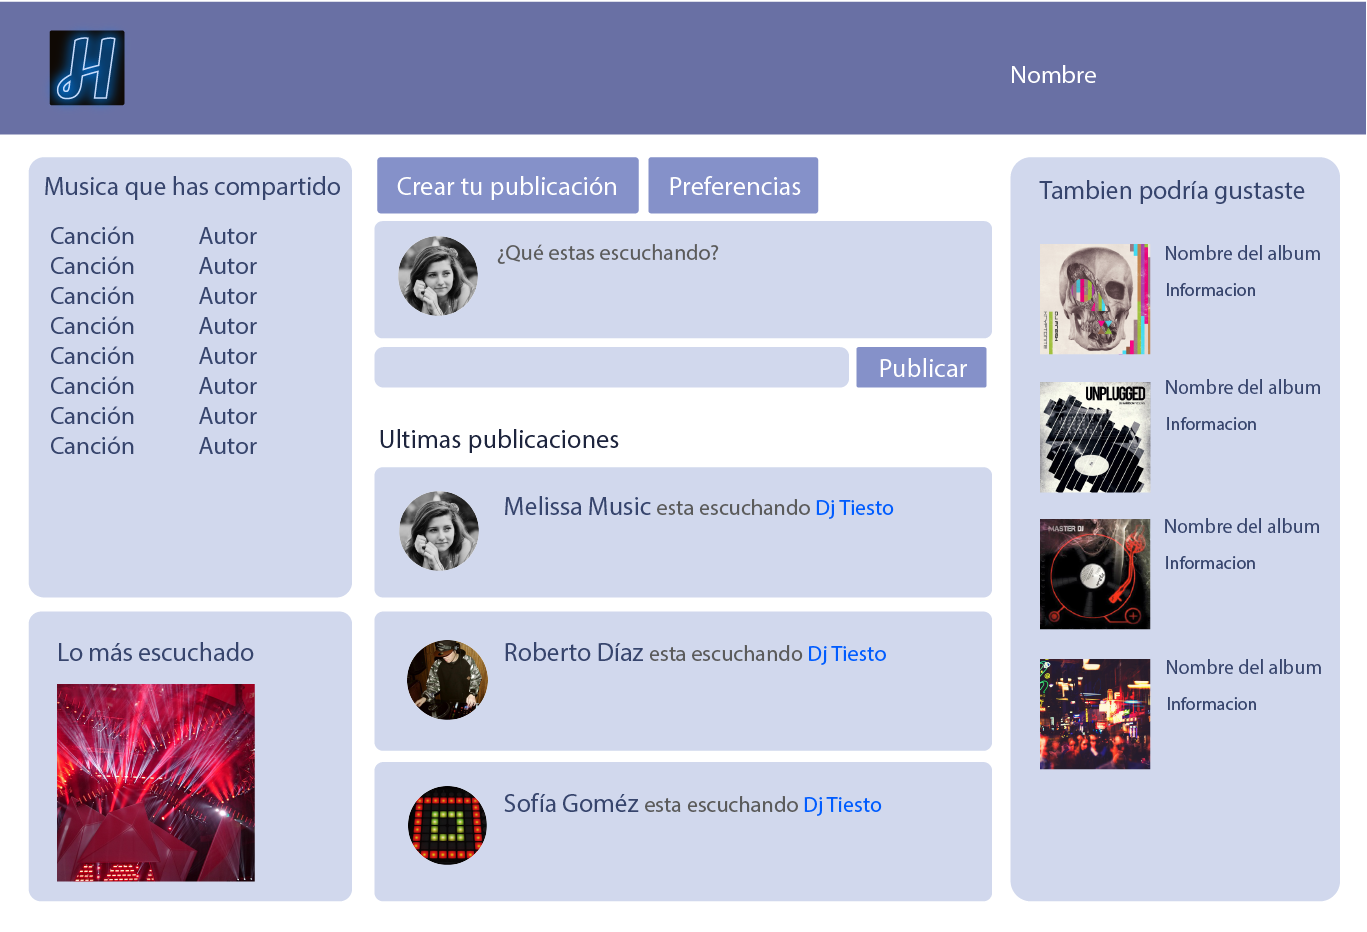 H
Nombre
Musica que has compartido
Canción Autor
Canción Autor
Canción Autor
Canción Autor
Canción Autor
Canción Autor
Canción Autor
Canción Autor
Lo más escuchado
Crear tu publicación Preferencias
¿Qué estas escuchando?
Publicar
Ultimas publicaciones
Melissa Music esta escuchando Dj Tiesto
Roberto Díaz esta escuchando Dj Tiesto
Sofía Goméz esta escuchando Dj Tiesto
Tambien podría gustaste
Nombre del album
Informacion
UNPLUGGED
Nombre del album
Informacion
MASTER DJ
Nombre del album
Informacion
Nombre del album
Informacion